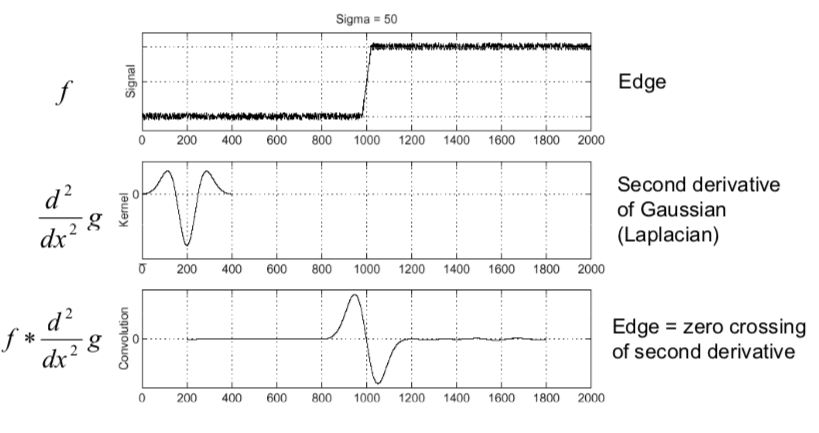 Sigma = 50
f
Signal
Edge
0 200 400 600 800 1000 1200 1400 1600 1800 2000
d²/dx² g
Kernel
0
Second derivative
of Gaussian
(Laplacian)
0 200 400 600 800 1000 1200 1400 1600 1800 2000
f * d²/dx² g
Convolution
0
Edge = zero crossing
of second derivative
0 200 400 600 800 1000 1200 1400 1600 1800 2000